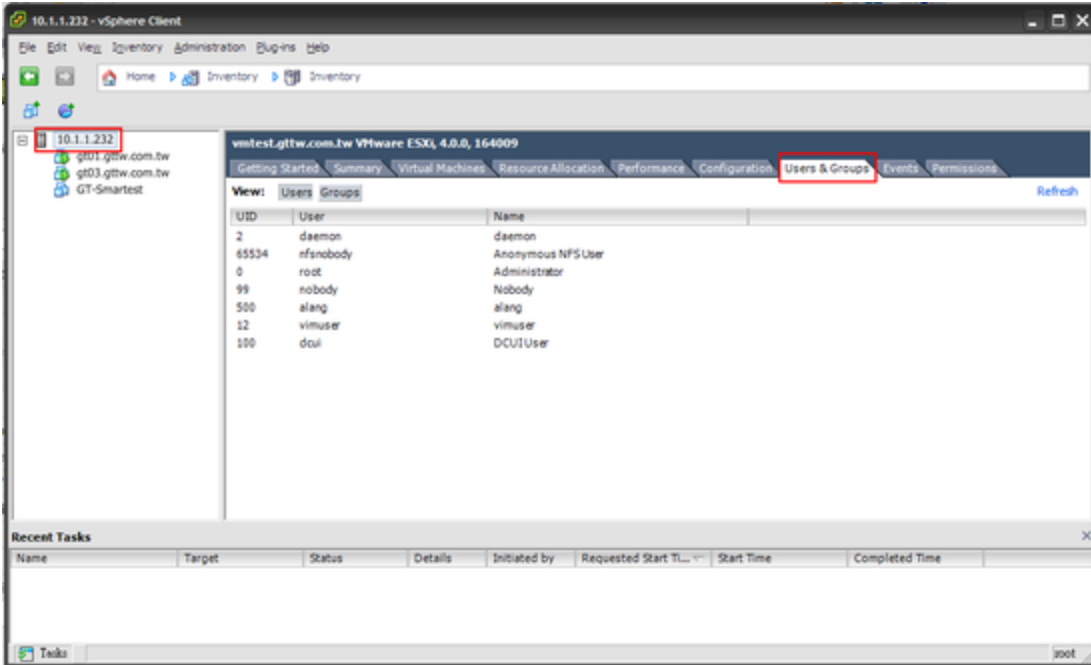 10.1.1.232 - vSphere Client
File Edit View Inventory Administration Plug-ins Help
Home Inventory Inventory
10.1.1.232
gt01.gttw.com.tw
gt03.gttw.com.tw
GT-Smartest
vmtest.gttw.com.tw VMware ESXi, 4.0.0, 164009
Getting Started Summary Virtual Machines Resource Allocation Performance Configuration Users & Groups Events Permissions
View: Users Groups Refresh
UID User Name
2 daemon daemon
65534 nfsnobody Anonymous NFS User
0 root Administrator
99 nobody Nobody
500 alang alang
12 vimuser vimuser
100 dcui DCUI User
Recent Tasks
Name Target Status Details Initiated by Requested Start Ti... Start Time Completed Time
Tasks root